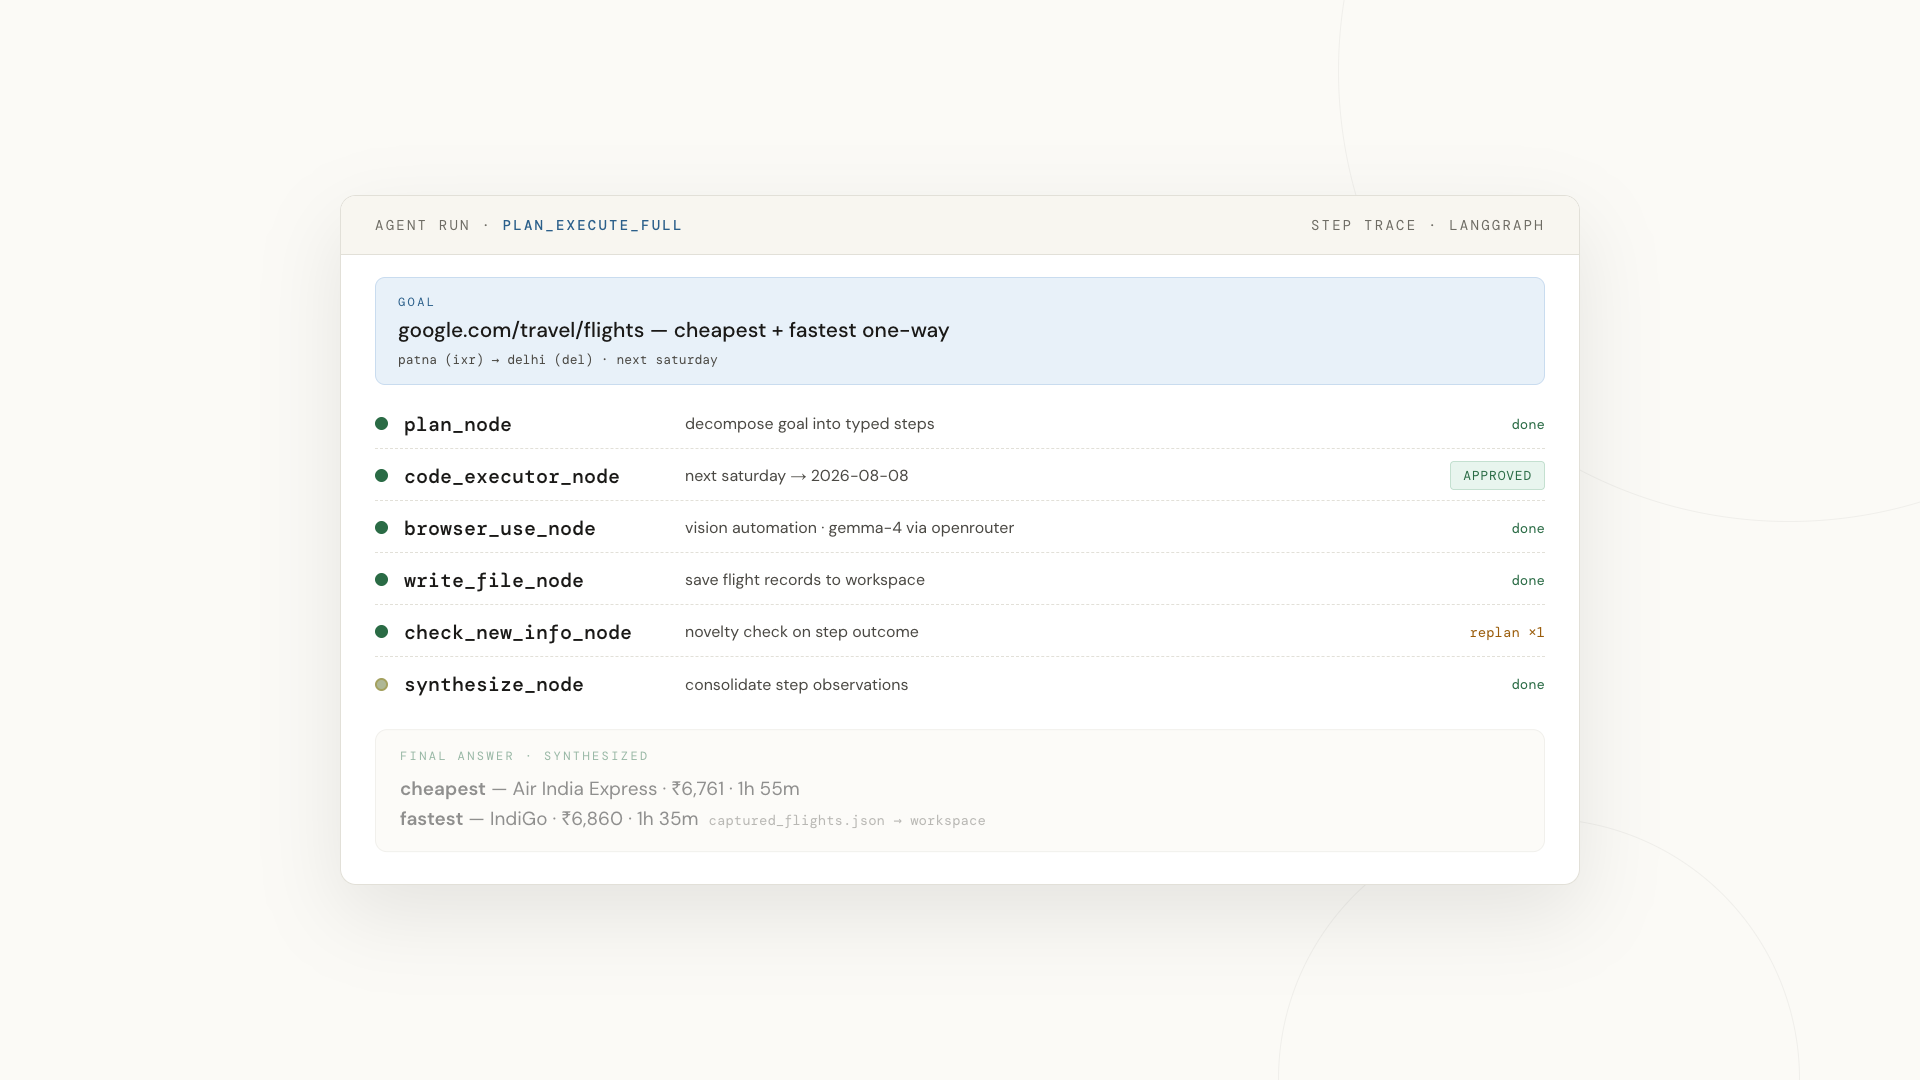 AGENT RUN · PLAN_EXECUTE_FULL
STEP TRACE · LANGGRAPH
GOAL
google.com/travel/flights — cheapest + fastest one-way
patna (ixr) → delhi (del) · next saturday
plan_node decompose goal into typed steps done
code_executor_node next saturday → 2026-08-08 APPROVED
browser_use_node vision automation · gemma-4 via openrouter done
write_file_node save flight records to workspace done
check_new_info_node novelty check on step outcome replan ×1
synthesize_node consolidate step observations done
FINAL ANSWER · SYNTHESIZED
cheapest — Air India Express · ₹6,761 · 1h 55m
fastest — IndiGo · ₹6,860 · 1h 35m captured_flights.json → workspace